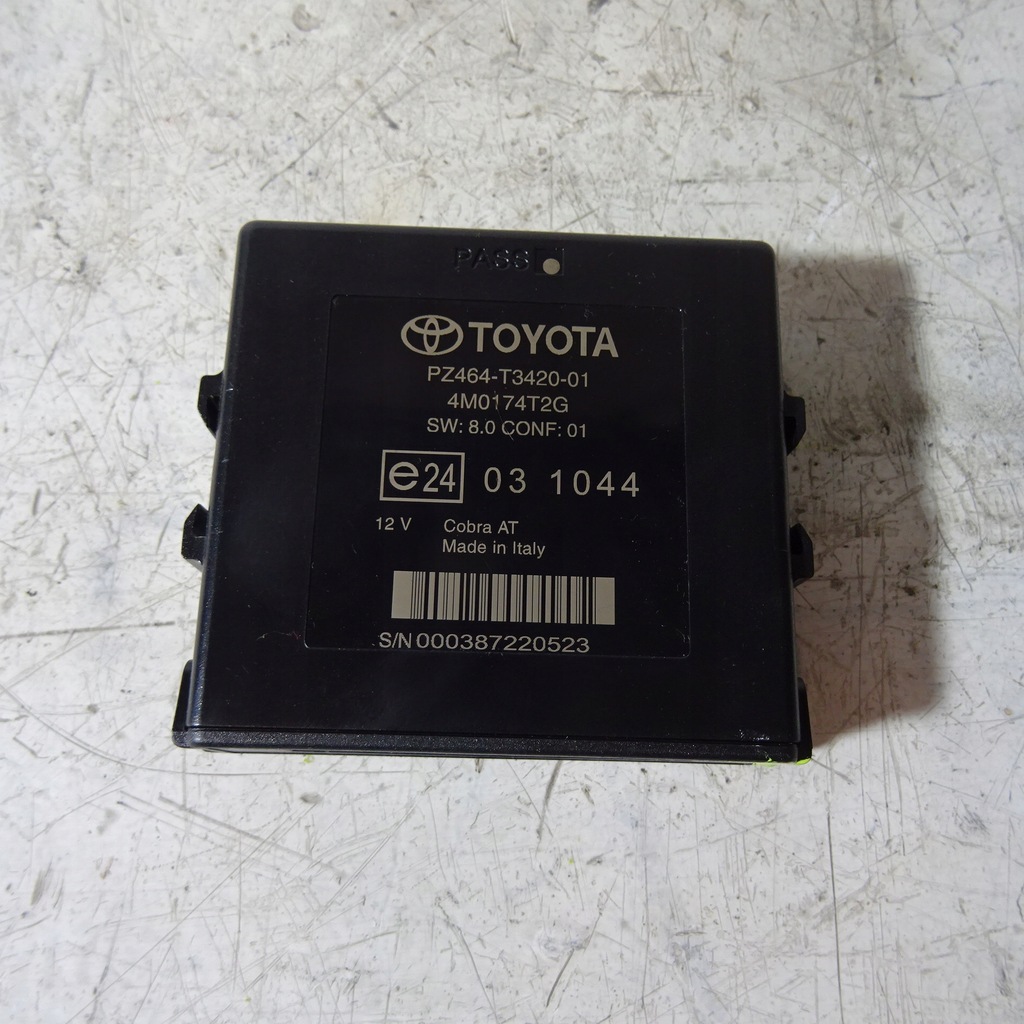 PASS
TOYOTA
PZ464-T3420-01
4M0174T2G
SW: 8.0 CONF: 01
e24 03 1044
12 V Cobra AT
Made in Italy
S/N 000387220523